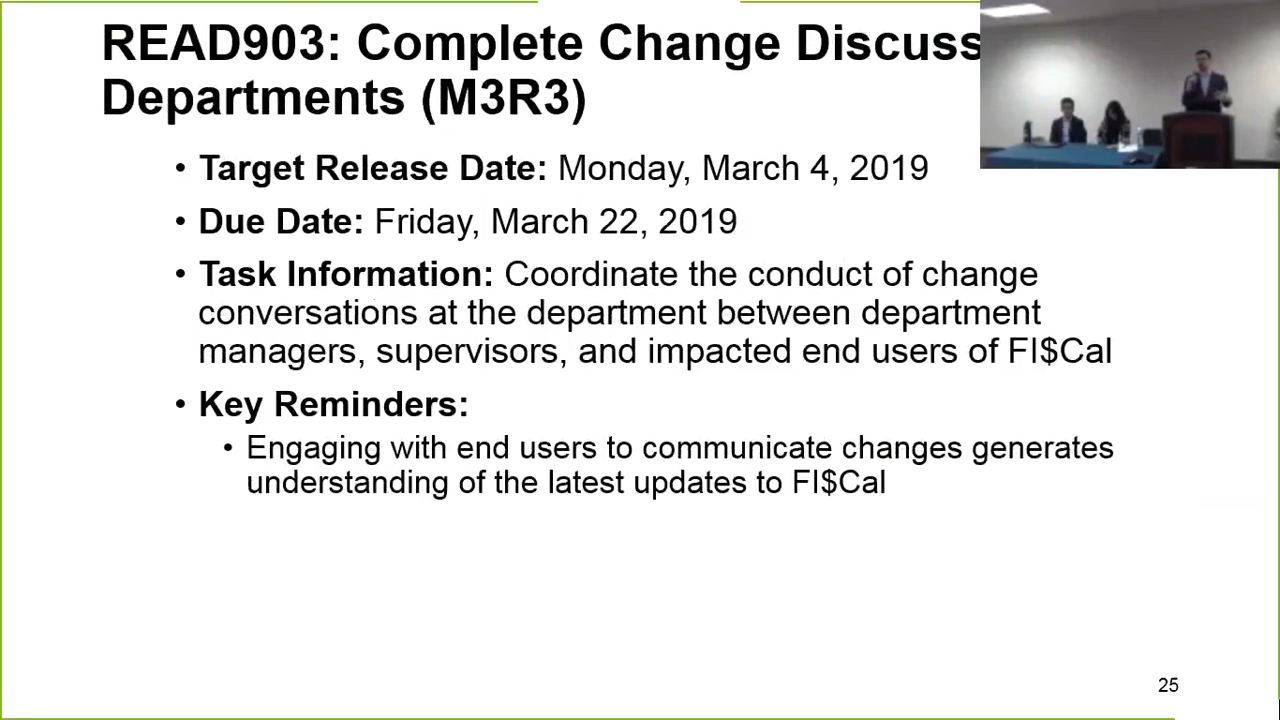 READ903: Complete Change Discuss
Departments (M3R3)
• Target Release Date: Monday, March 4, 2019
• Due Date: Friday, March 22, 2019
• Task Information: Coordinate the conduct of change
conversations at the department between department
managers, supervisors, and impacted end users of FI$Cal
• Key Reminders:
• Engaging with end users to communicate changes generates
understanding of the latest updates to FI$Cal
25